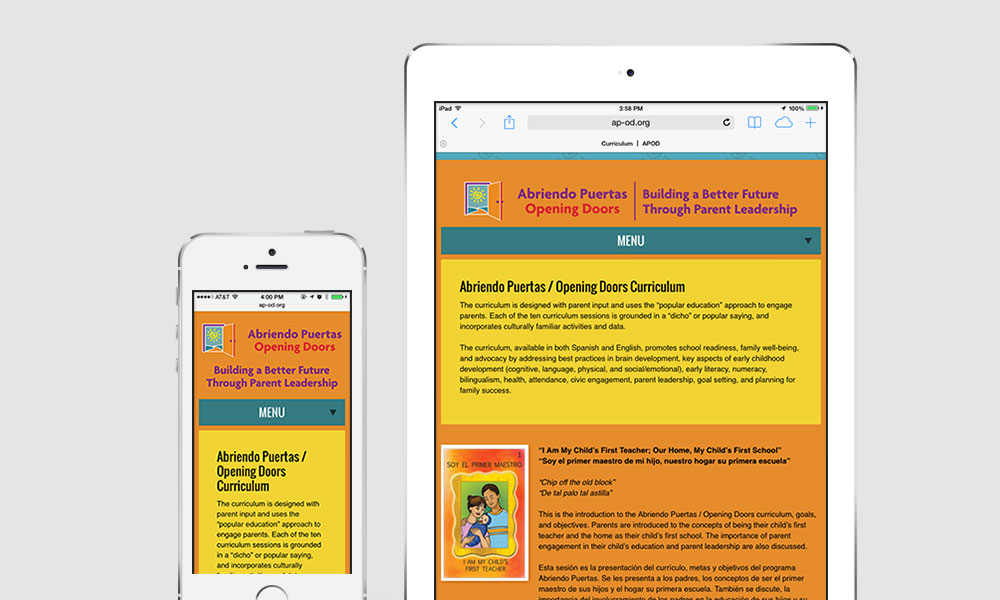 AT&T 4:00 PM
ap-od.org
Abriendo Puertas
Opening Doors
Building a Better Future
Through Parent Leadership
MENU
Abriendo Puertas /
Opening Doors
Curriculum
The curriculum is designed with
parent input and uses the
“popular education” approach to
engage parents. Each of the ten
curriculum sessions is grounded
in a “dicho” or popular saying,
and incorporates culturally
iPad 3:58 PM 100%
ap-od.org
Curriculum | APOD
Abriendo Puertas
Opening Doors
Building a Better Future
Through Parent Leadership
MENU
Abriendo Puertas / Opening Doors Curriculum
The curriculum is designed with parent input and uses the “popular education” approach to engage
parents. Each of the ten curriculum sessions is grounded in a “dicho” or popular saying, and
incorporates culturally familiar activities and data.
The curriculum, available in both Spanish and English, promotes school readiness, family well-being,
and advocacy by addressing best practices in brain development, key aspects of early childhood
development (cognitive, language, physical, and social/emotional), early literacy, numeracy,
bilingualism, health, attendance, civic engagement, parent leadership, goal setting, and planning for
family success.
1
SOY EL PRIMER MAESTRO
I AM MY CHILD'S
FIRST TEACHER
“I Am My Child’s First Teacher; Our Home, My Child’s First School”
“Soy el primer maestro de mi hijo, nuestro hogar su primera escuela”
“Chip off the old block”
“De tal palo tal astilla”
This is the introduction to the Abriendo Puertas / Opening Doors curriculum, goals,
and objectives. Parents are introduced to the concepts of being their child’s first
teacher and the home as their child’s first school. The importance of parent
engagement in their child’s education and parent leadership are also discussed.
Esta sesión es la presentación del currículo, metas y objetivos del programa
Abriendo Puertas. Se les presenta a los padres, los conceptos de ser el primer
maestro de sus hijos y el hogar su primera escuela. También se discute, la
importancia del involucramiento de los padres en la educación de sus hijos y su